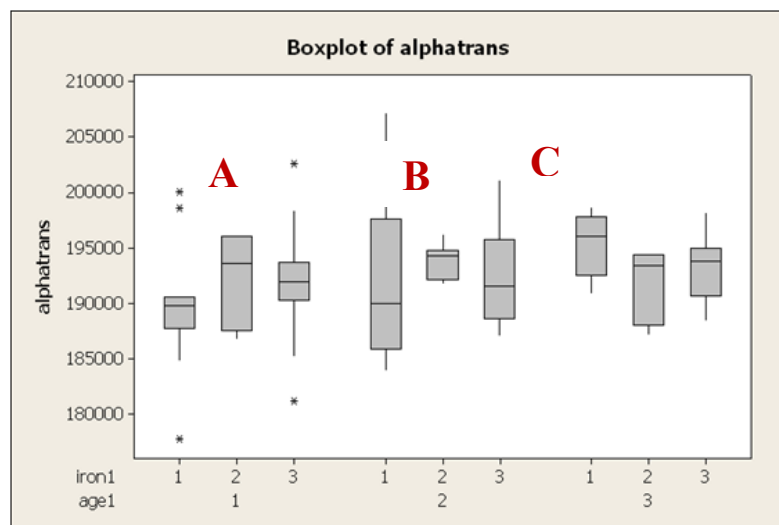 Boxplot of alphatrans
210000
205000
200000
195000
190000
185000
180000
alphatrans
A
B
C
iron1 1 2 3 1 2 3 1 2 3
age1 1 2 3